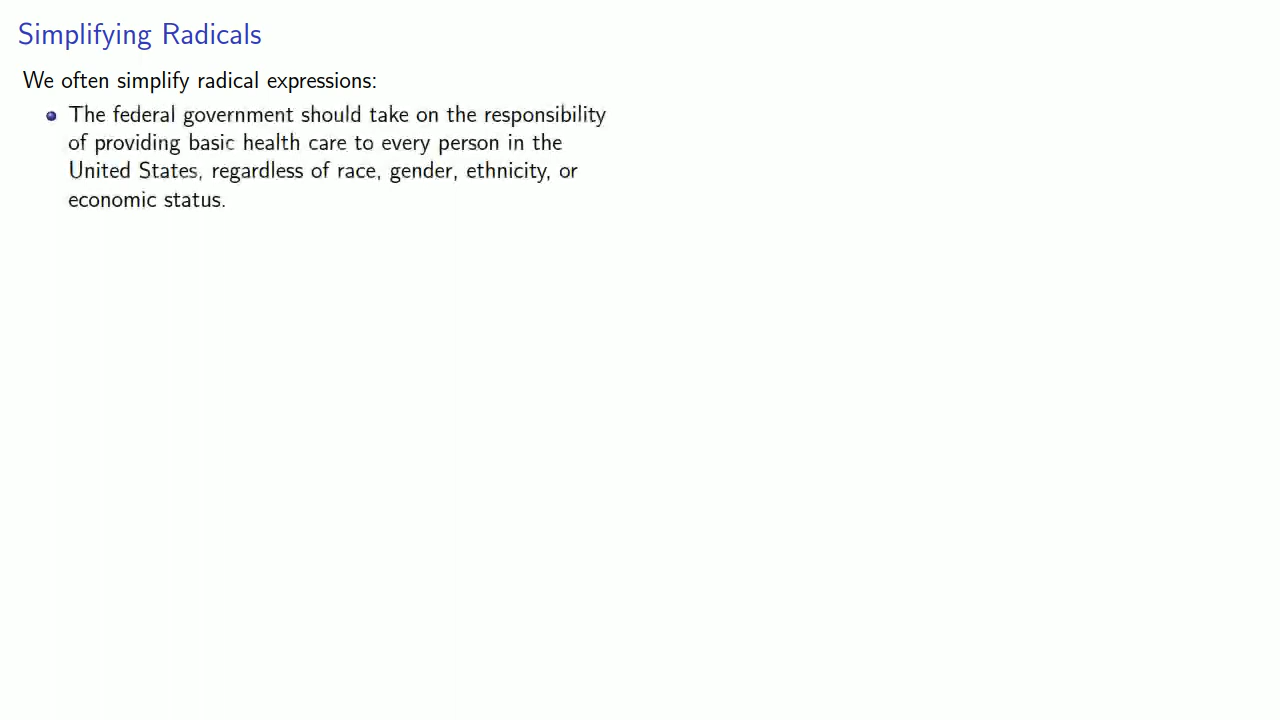 Simplifying Radicals
We often simplify radical expressions:
The federal government should take on the responsibility
of providing basic health care to every person in the
United States, regardless of race, gender, ethnicity, or
economic status.